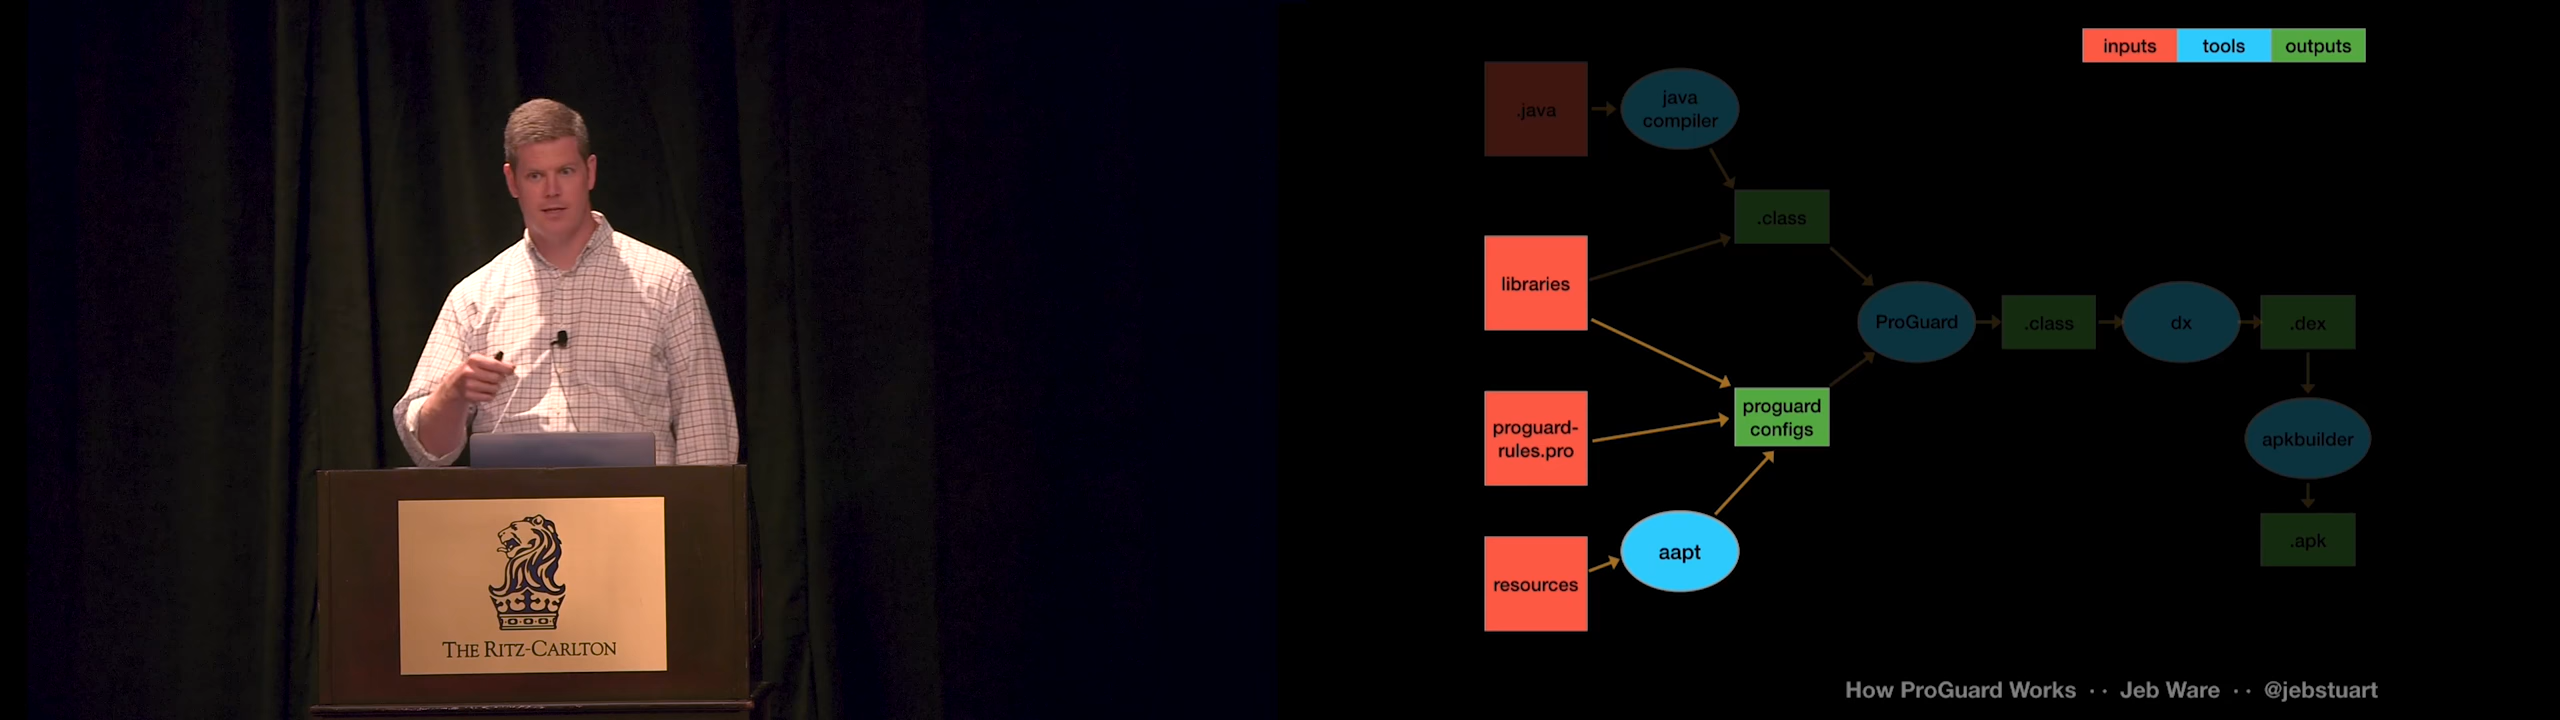 THE RITZ-CARLTON
inputs
tools
outputs
.java
java
compiler
.class
libraries
ProGuard
.class
dx
.dex
proguard-
rules.pro
proguard
configs
apkbuilder
aapt
resources
.apk
How ProGuard Works ·· Jeb Ware ·· @jebstuart